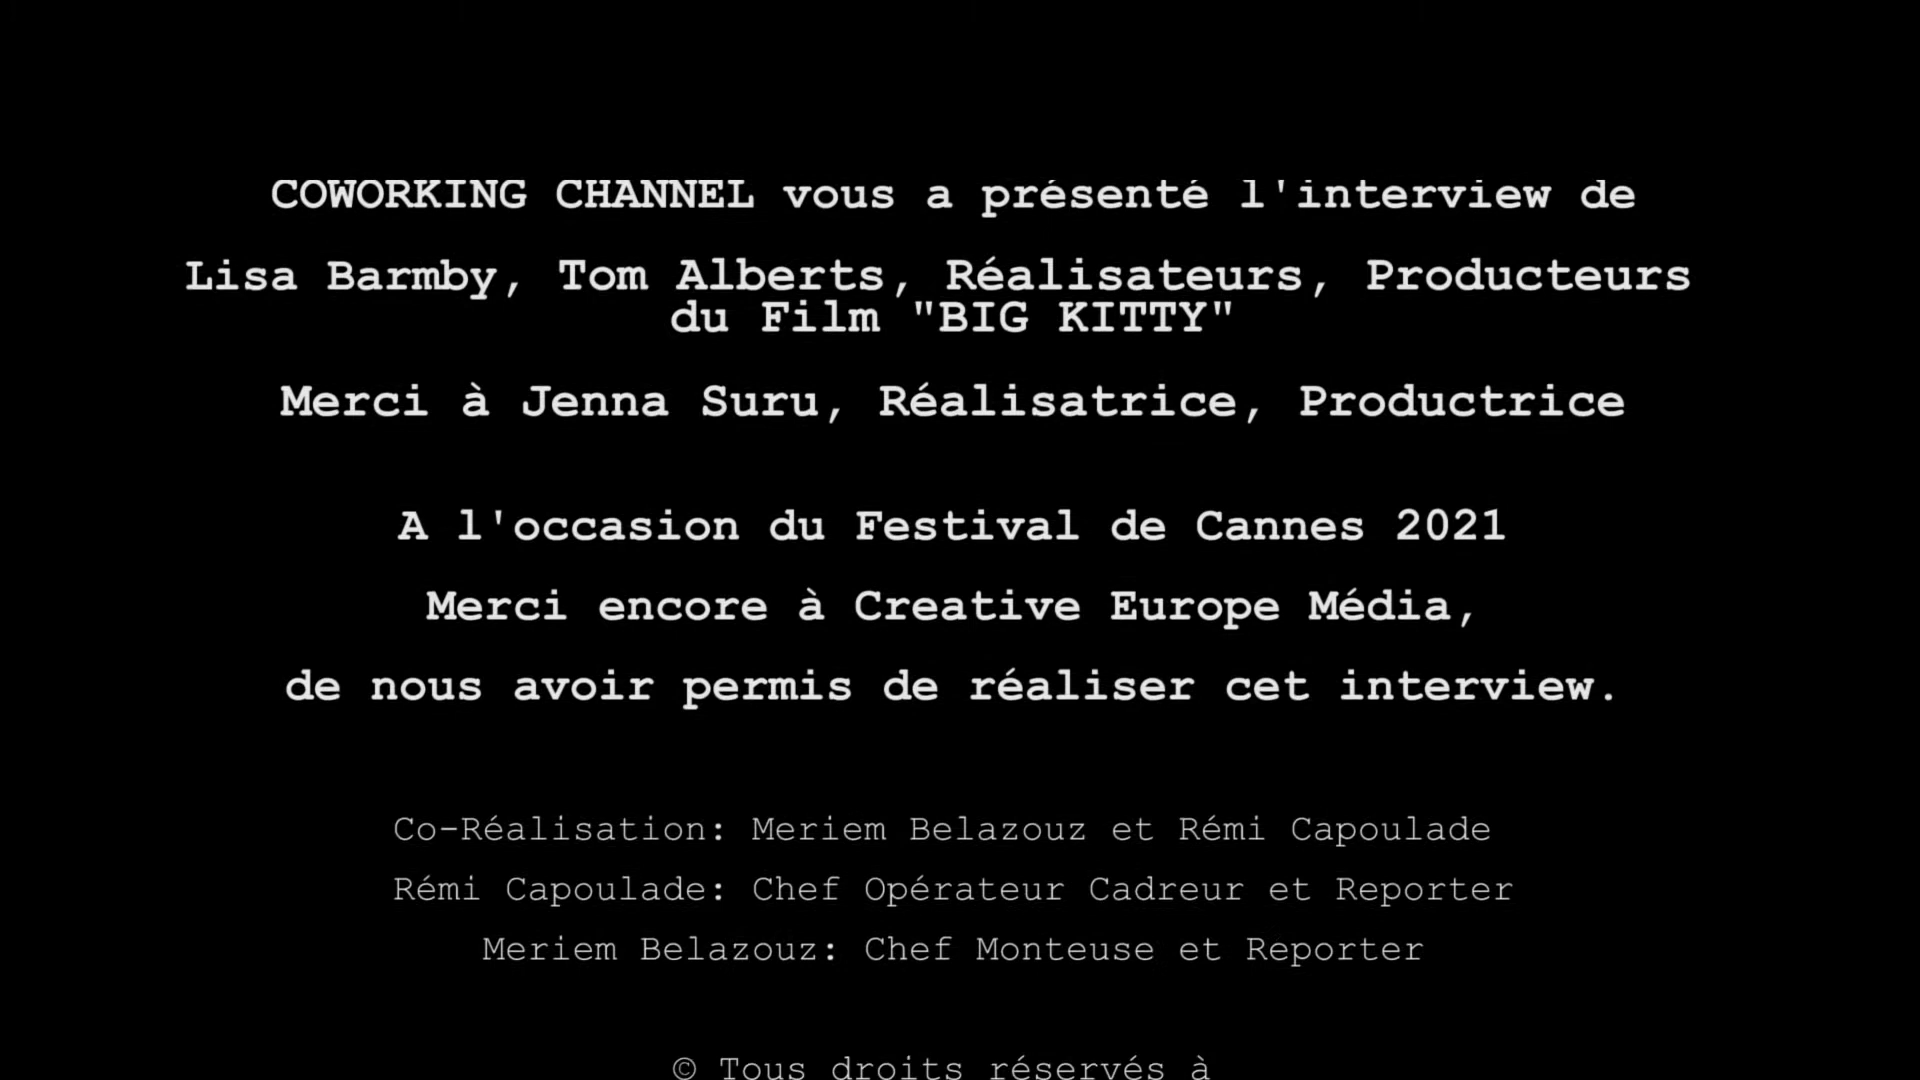 COWORKING CHANNEL vous a présenté l'interview de
Lisa Barmby, Tom Alberts, Réalisateurs, Producteurs
du Film "BIG KITTY"
Merci à Jenna Suru, Réalisatrice, Productrice
A l'occasion du Festival de Cannes 2021
Merci encore à Creative Europe Média,
de nous avoir permis de réaliser cet interview.
Co-Réalisation: Meriem Belazouz et Rémi Capoulade
Rémi Capoulade: Chef Opérateur Cadreur et Reporter
Meriem Belazouz: Chef Monteuse et Reporter
© Tous droits réservés à